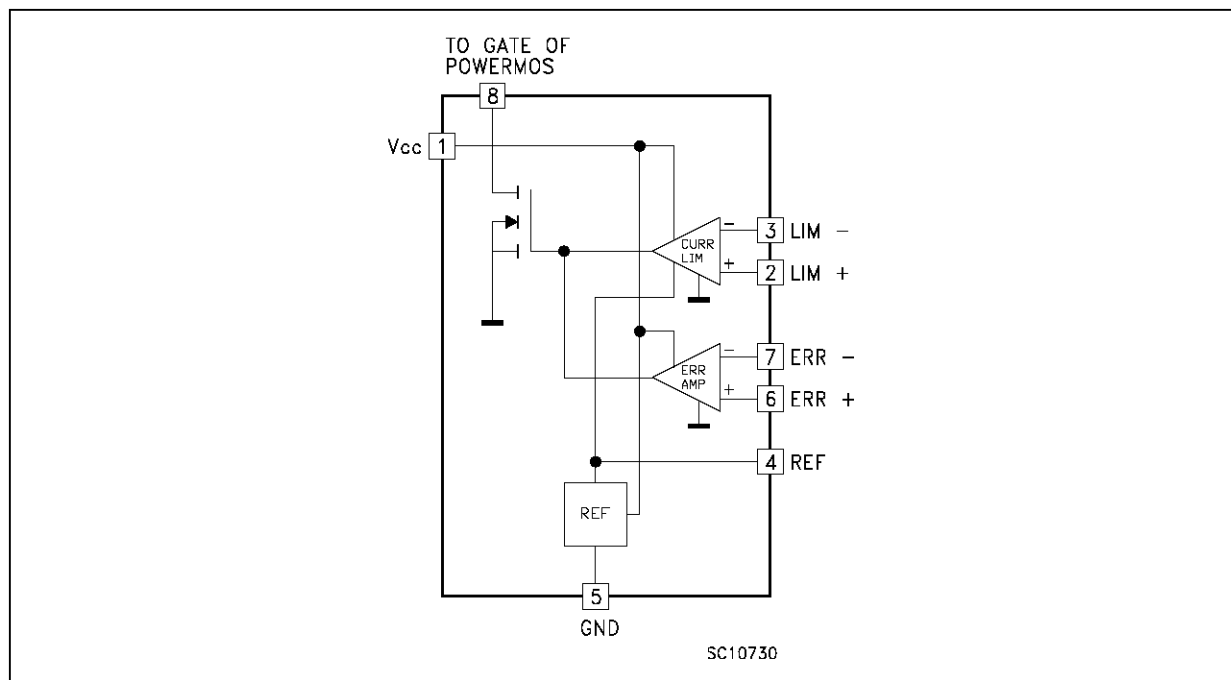 TO GATE OF
POWERMOS
8
Vcc 1
- 3 LIM -
CURR
LIM
+ 2 LIM +
- 7 ERR -
ERR
AMP
+ 6 ERR +
4 REF
REF
5
GND
SC10730